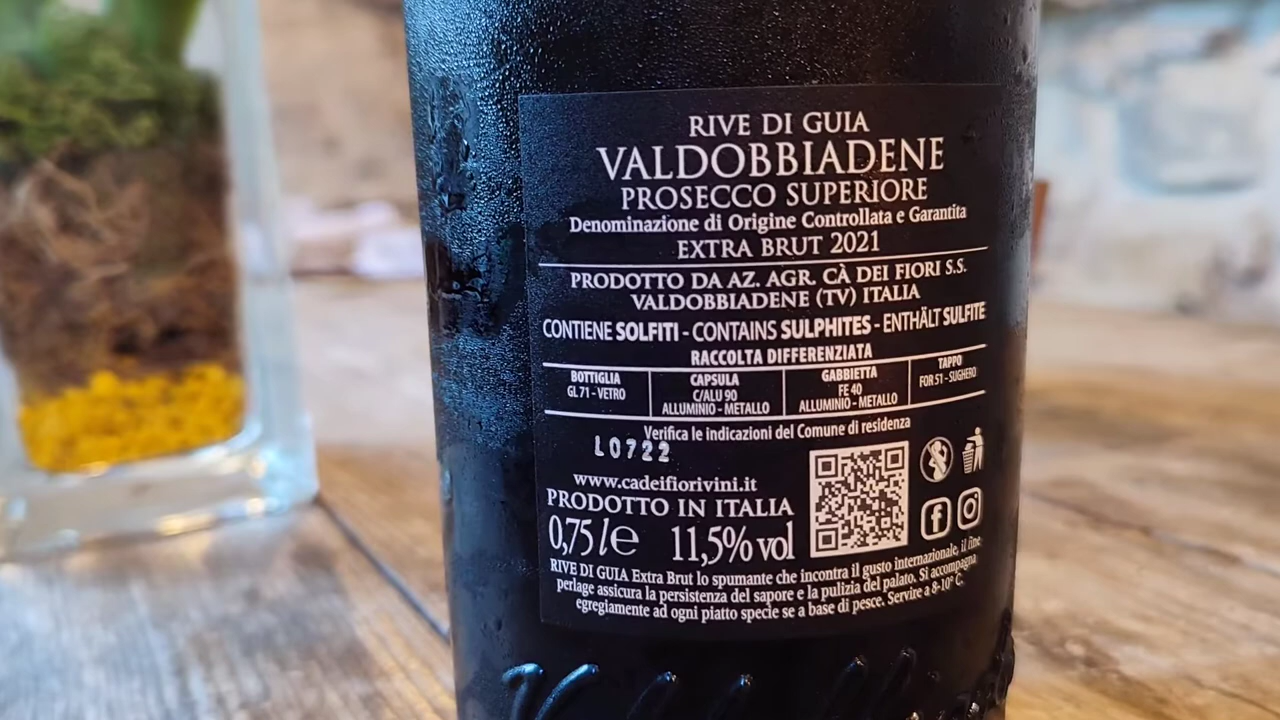 RIVE DI GUIA
VALDOBBIADENE
PROSECCO SUPERIORE
Denominazione di Origine Controllata e Garantita
EXTRA BRUT 2021
PRODOTTO DA AZ. AGR. CÀ DEI FIORI S.S.
VALDOBBIADENE (TV) ITALIA
CONTIENE SOLFITI - CONTAINS SULPHITES - ENTHÄLT SULFITE
RACCOLTA DIFFERENZIATA
BOTTIGLIA
GL 71 - VETRO
CAPSULA
C/ALU 90
ALLUMINIO - METALLO
GABBIETTA
FE 40
ALLUMINIO - METALLO
TAPPO
FOR 51 - SUGHERO
Verifica le indicazioni del Comune di residenza
L0722
www.cadeifiorivini.it
PRODOTTO IN ITALIA
0,75 l e 11,5% vol
RIVE DI GUIA Extra Brut lo spumante che incontra il gusto internazionale, il fine
perlage assicura la persistenza del sapore e la pulizia del palato. Si accompagna
egregiamente ad ogni piatto specie se a base di pesce. Servire a 8-10° C.